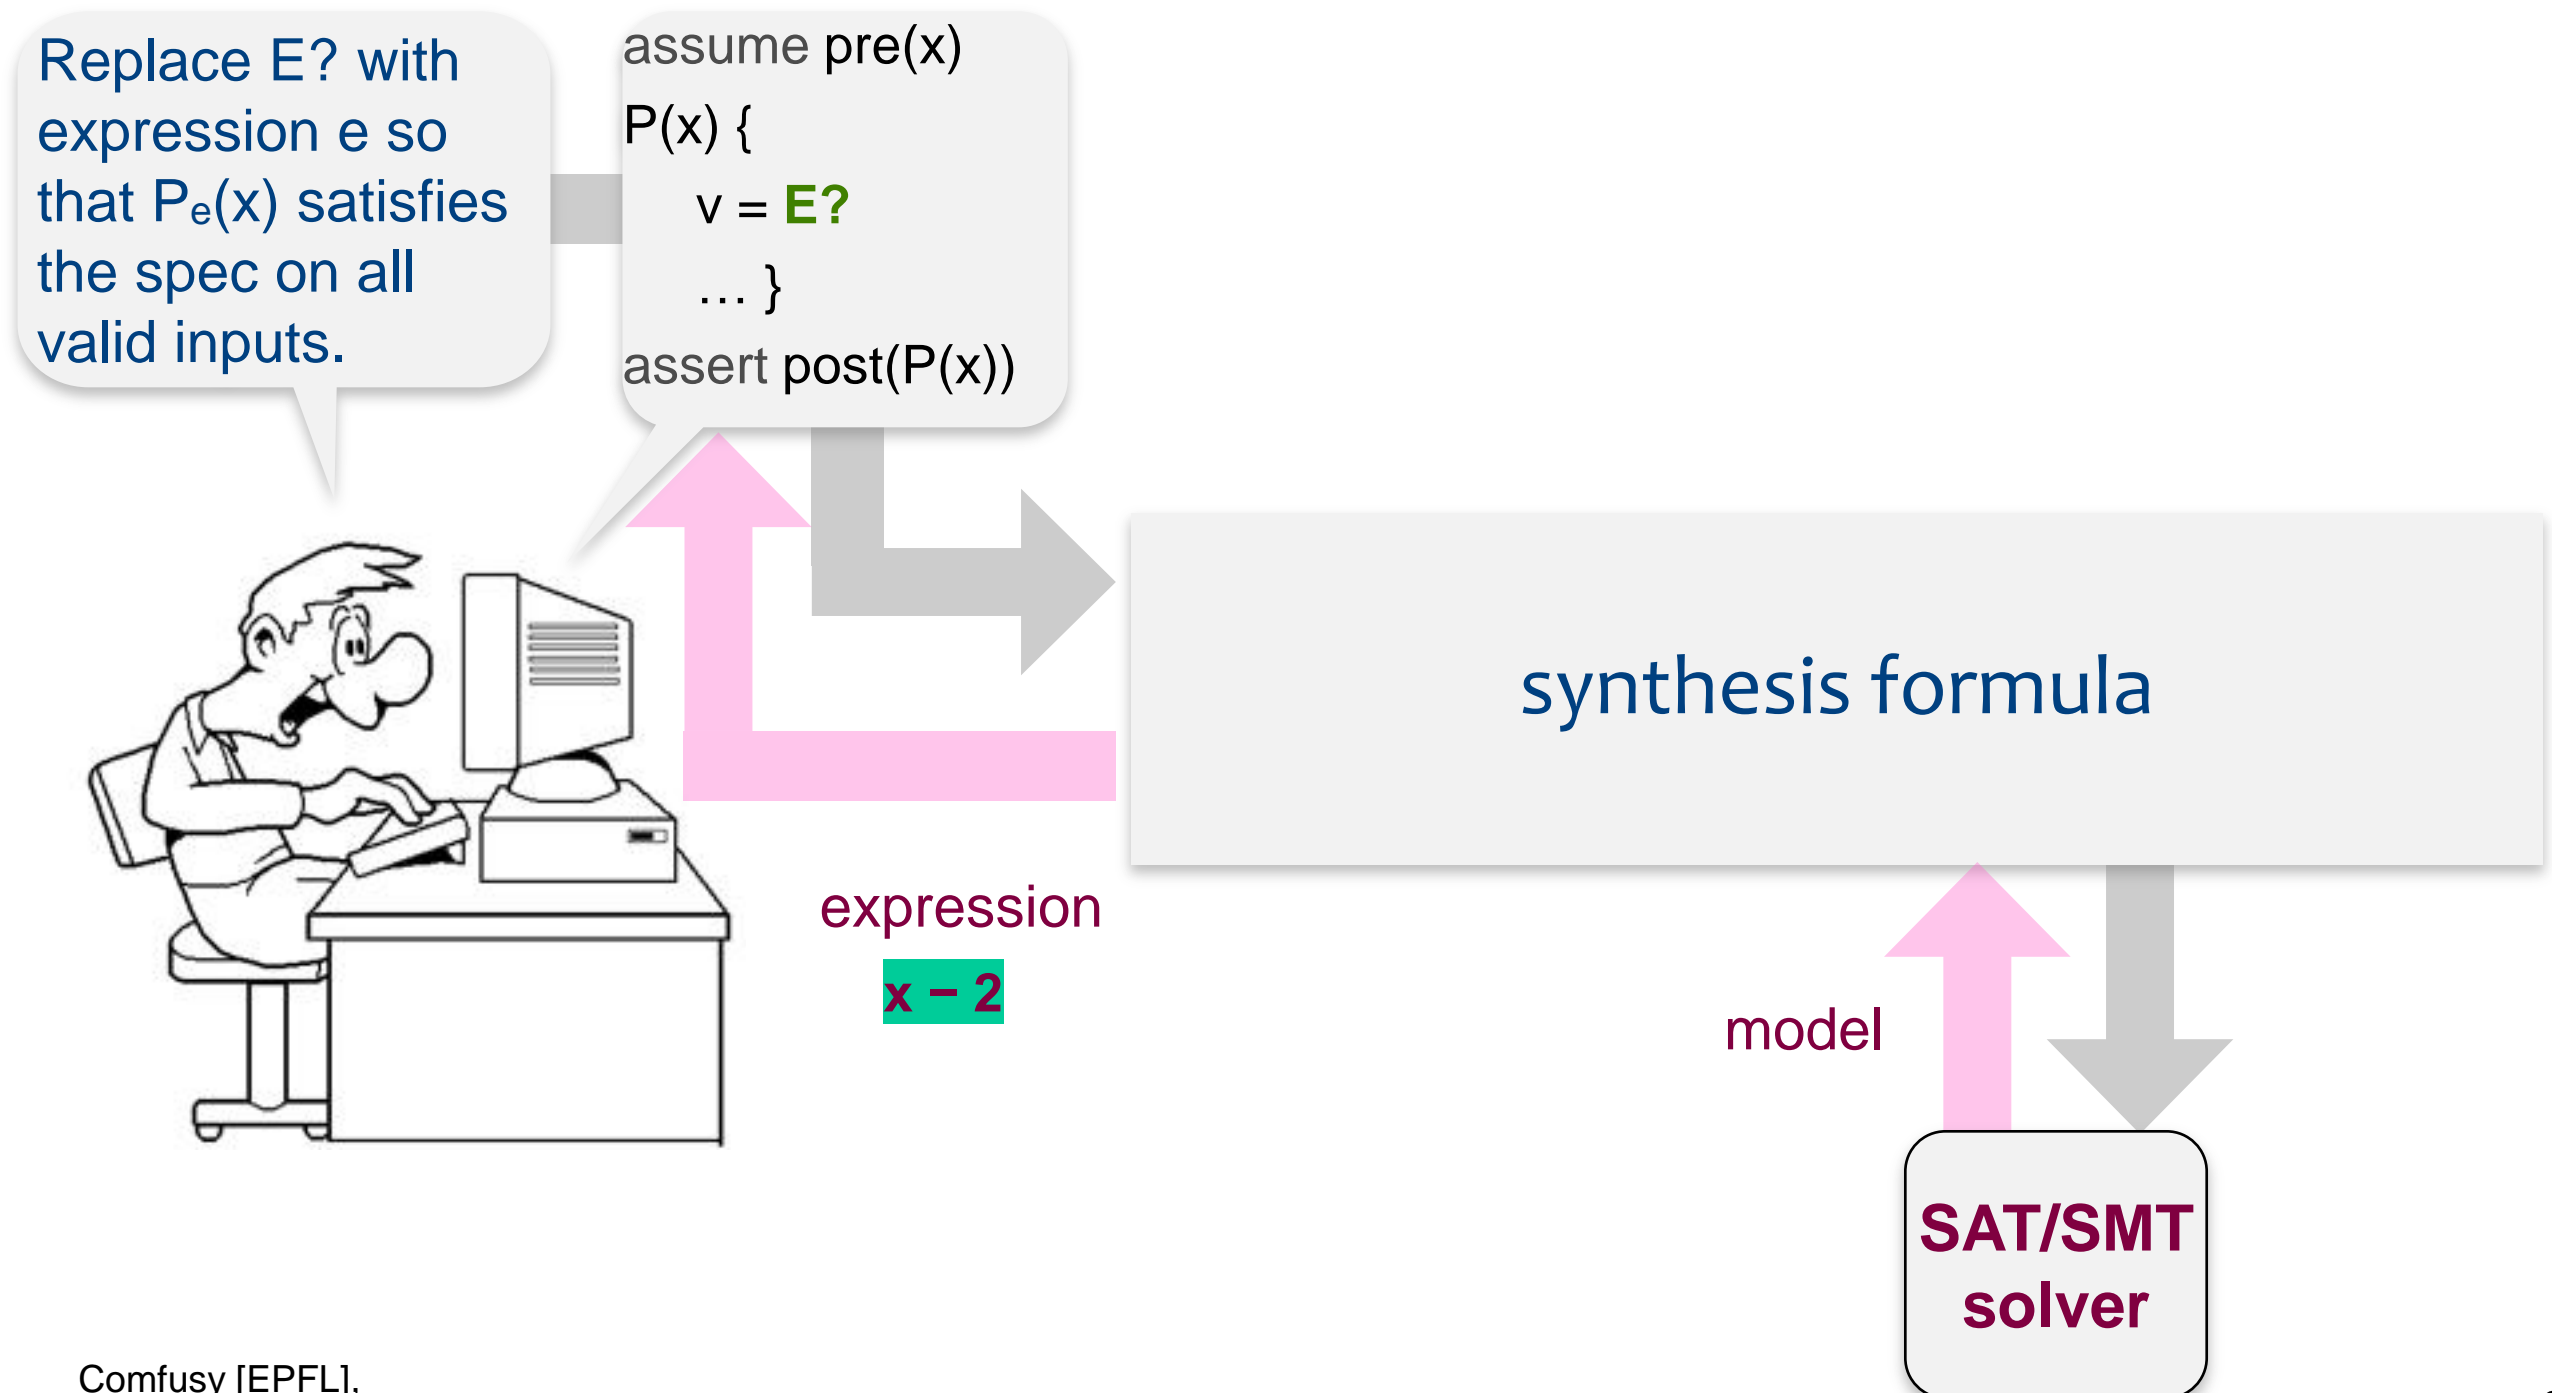 Replace E? with
expression e so
that Pe(x) satisfies
the spec on all
valid inputs.
assume pre(x)
P(x) {
v = E?
… }
assert post(P(x))
synthesis formula
expression
x − 2
model
SAT/SMT
solver
Comfusy [EPFL],